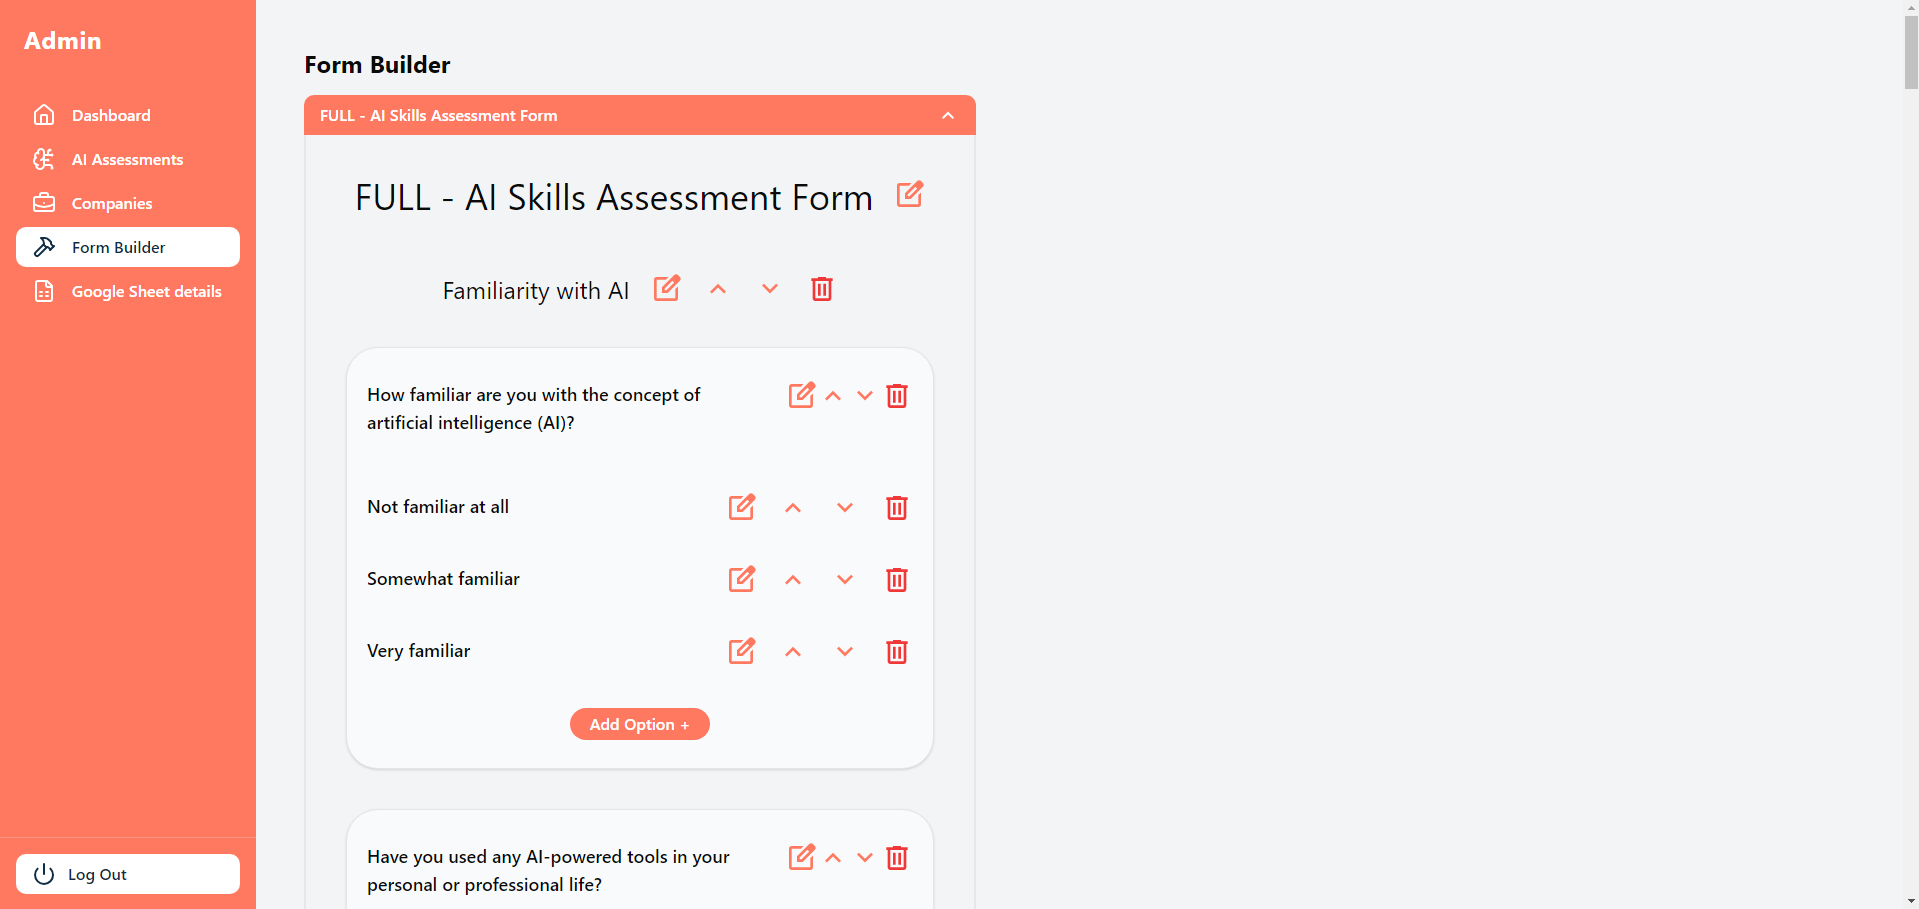 Admin
Dashboard
AI Assessments
Companies
Form Builder
Google Sheet details
Log Out
Form Builder
FULL - AI Skills Assessment Form
FULL - AI Skills Assessment Form
Familiarity with AI
How familiar are you with the concept of
artificial intelligence (AI)?
Not familiar at all
Somewhat familiar
Very familiar
Add Option +
Have you used any AI-powered tools in your
personal or professional life?